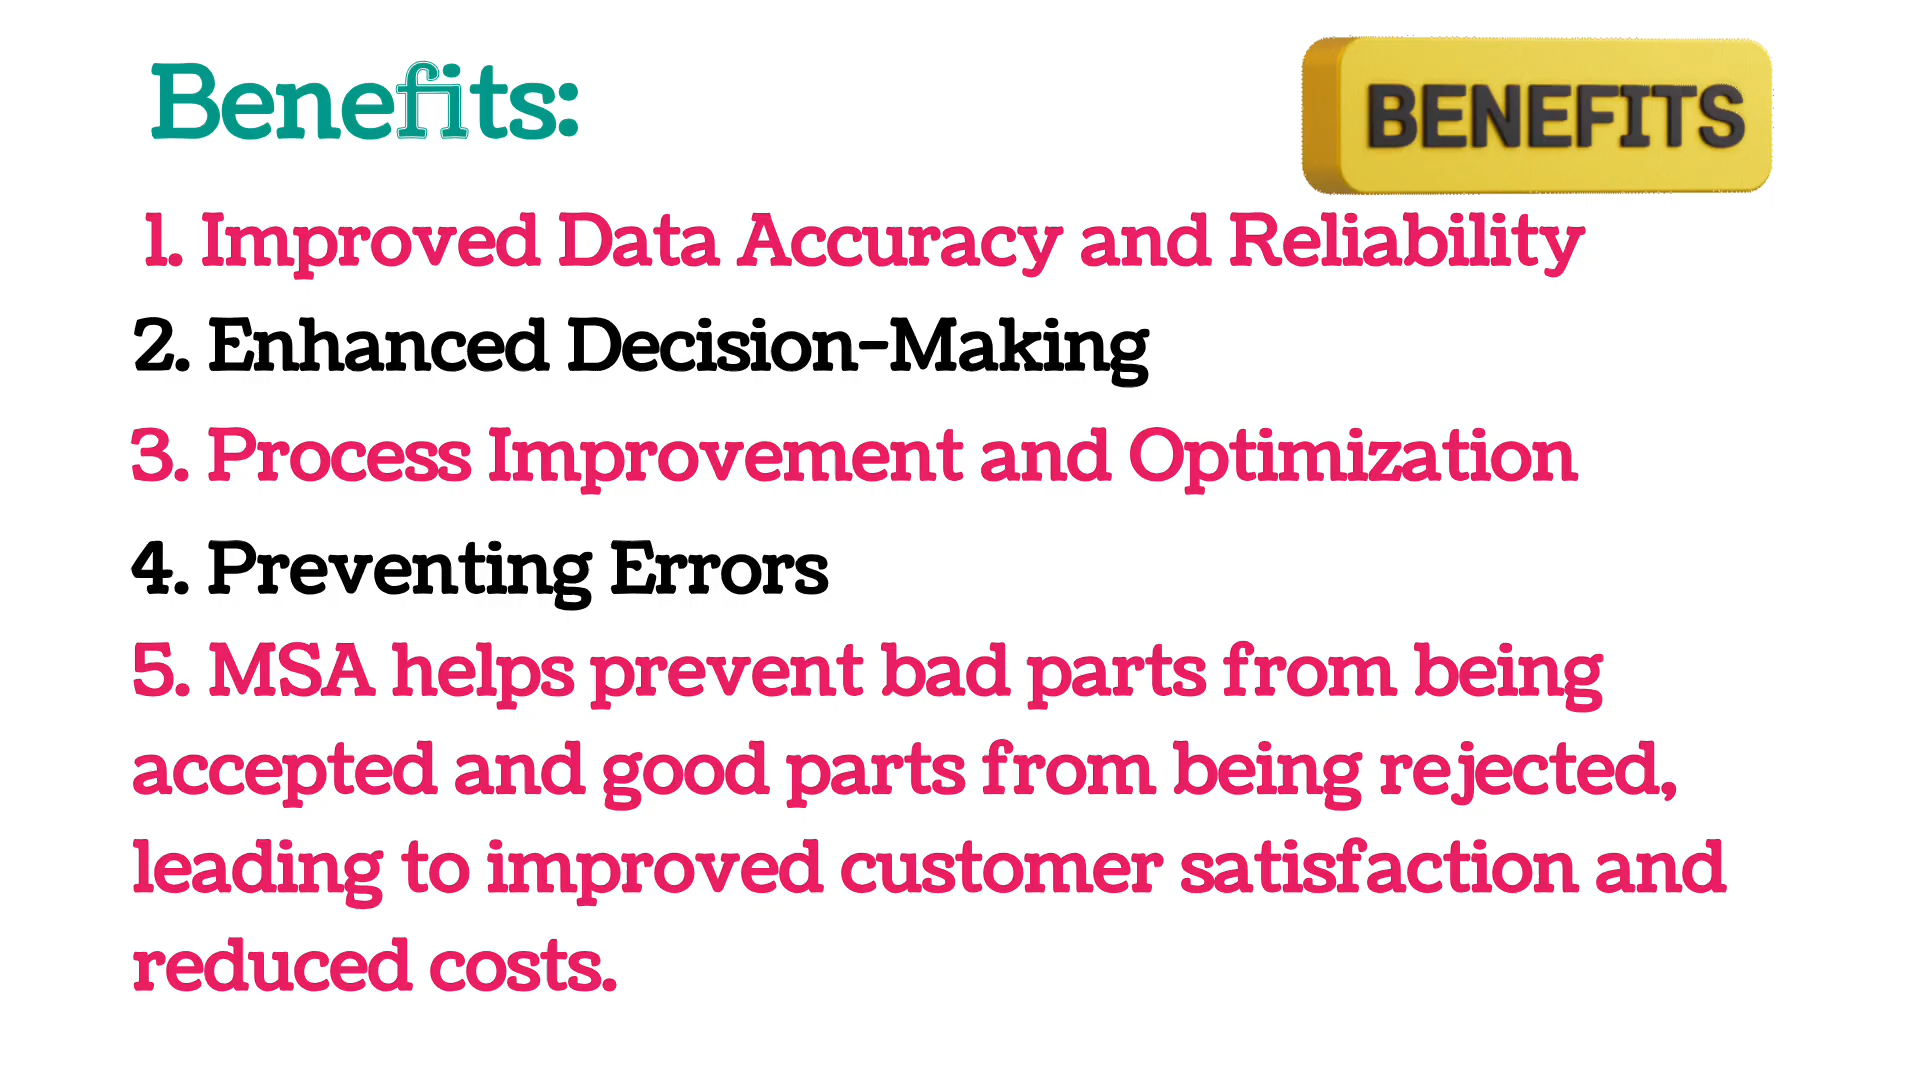 Benefits:
BENEFITS
1. Improved Data Accuracy and Reliability
2. Enhanced Decision-Making
3. Process Improvement and Optimization
4. Preventing Errors
5. MSA helps prevent bad parts from being
accepted and good parts from being rejected,
leading to improved customer satisfaction and
reduced costs.